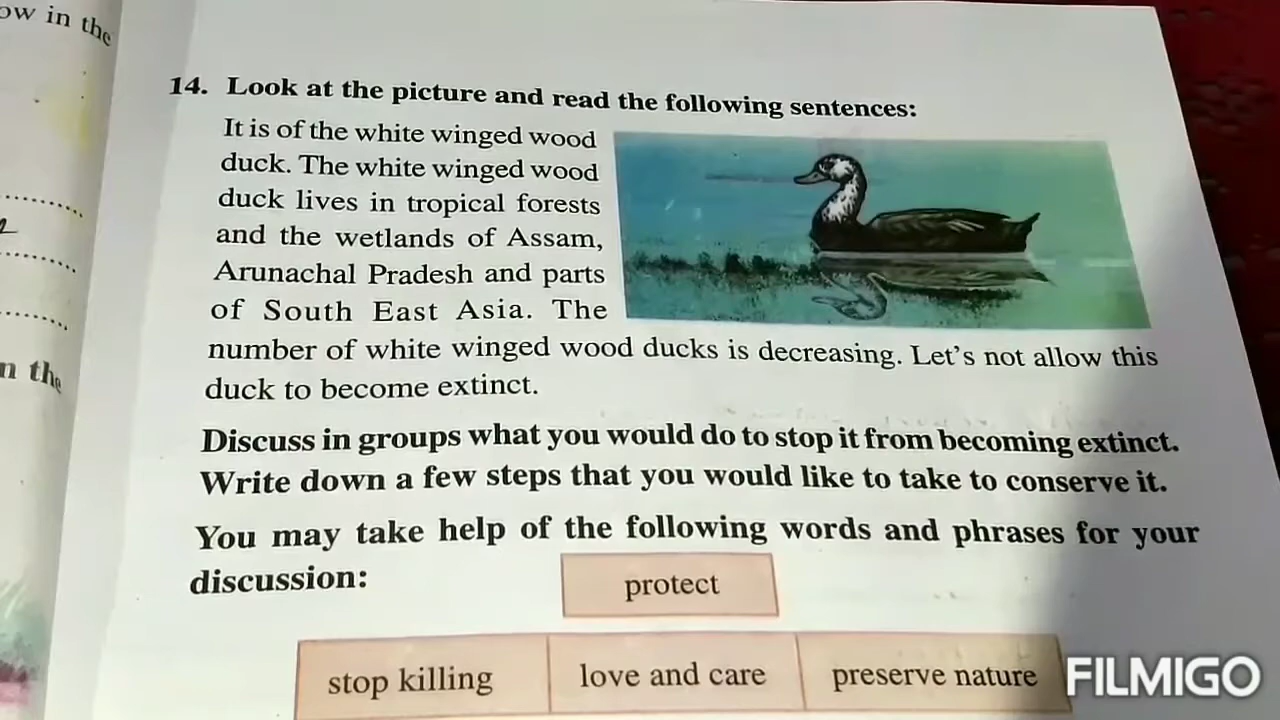 ow in the
14. Look at the picture and read the following sentences:
It is of the white winged wood
duck. The white winged wood
duck lives in tropical forests
and the wetlands of Assam,
Arunachal Pradesh and parts
of South East Asia. The
number of white winged wood ducks is decreasing. Let's not allow this
duck to become extinct.
n the
Discuss in groups what you would do to stop it from becoming extinct.
Write down a few steps that you would like to take to conserve it.
You may take help of the following words and phrases for your
discussion:
protect
stop killing love and care preserve nature
FILMIGO